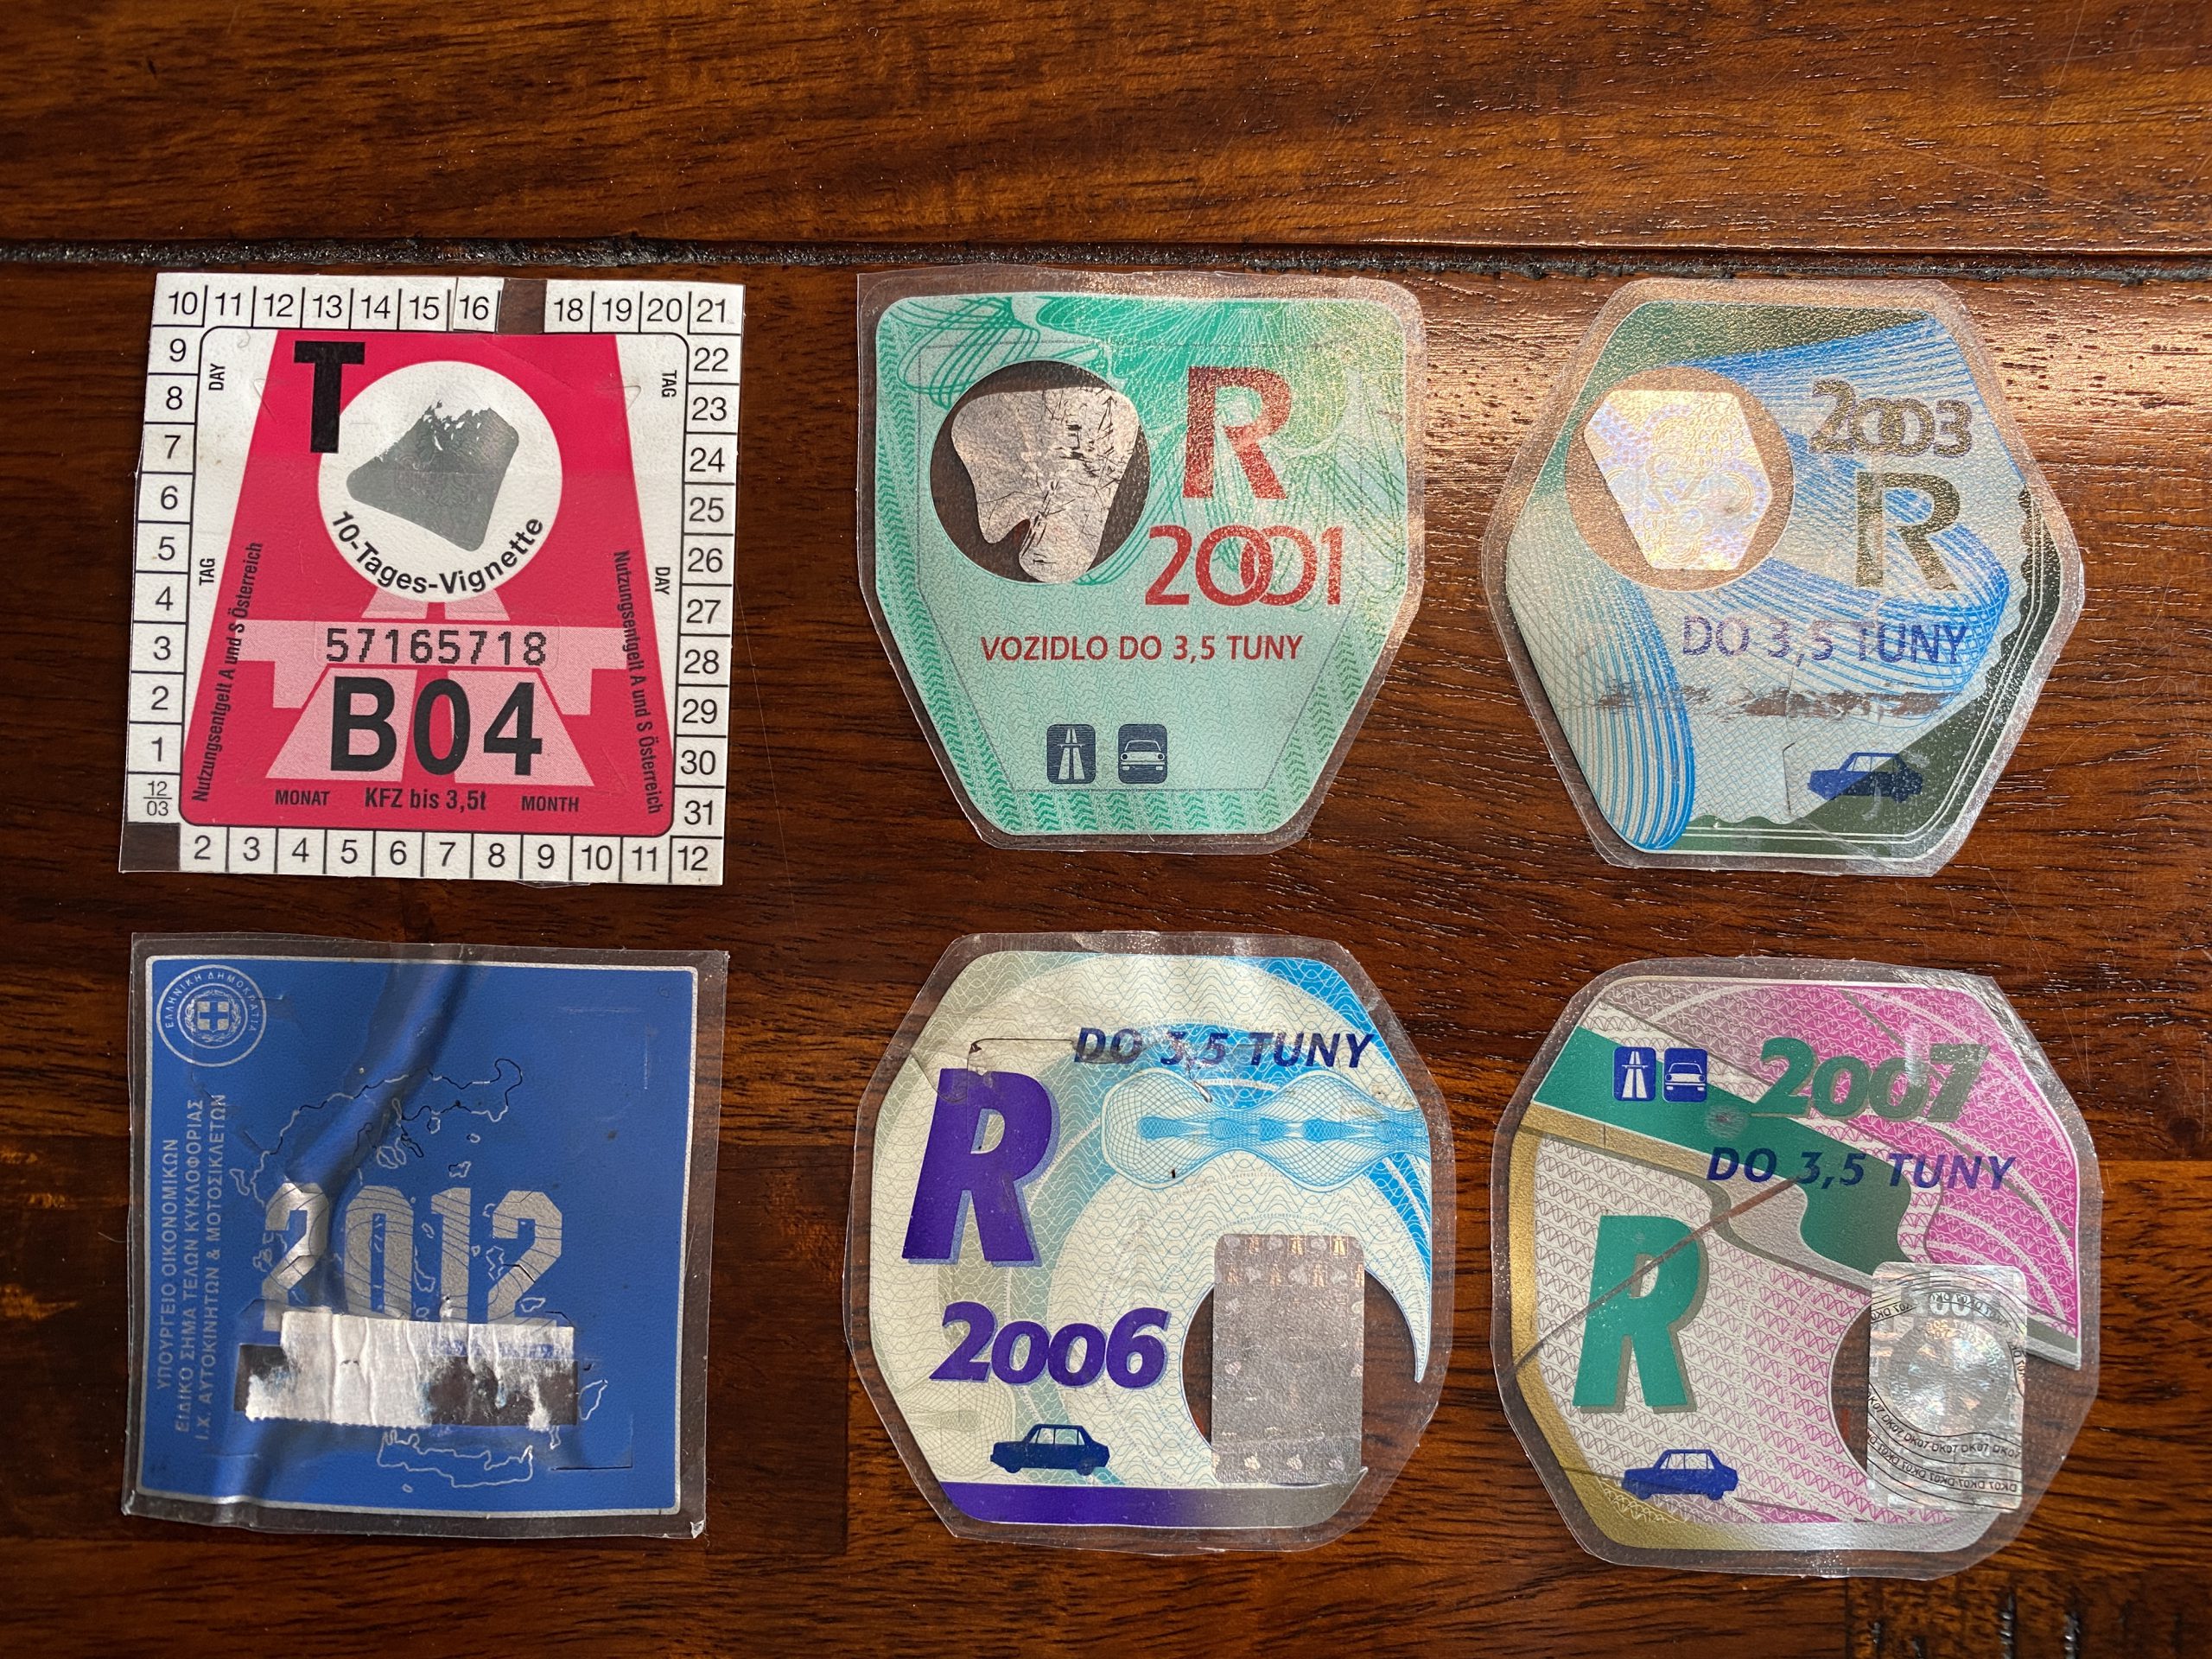 10 11 12 13 14 15 16 18 19 20 21
9 8 7 6 5 4 3 2 1 12/03
22 23 24 25 26 27 28 29 30 31
2 3 4 5 6 7 8 9 10 11 12
DAY
TAG
TAG
DAY
T
10-Tages-Vignette
Nutzungsentgelt A und S Österreich
Nutzungsentgelt A und S Österreich
57165718
B04
MONAT KFZ bis 3,5t MONTH
R
2001
VOZIDLO DO 3,5 TUNY
2003
R
DO 3,5 TUNY
ΕΛΛΗΝΙΚΗ ΔΗΜΟΚΡΑΤΙΑ
ΥΠΟΥΡΓΕΙΟ ΟΙΚΟΝΟΜΙΚΩΝ
ΕΙΔΙΚΟ ΣΗΜΑ ΤΕΛΩΝ ΚΥΚΛΟΦΟΡΙΑΣ
Ι.Χ. ΑΥΤΟΚΙΝΗΤΩΝ & ΜΟΤΟΣΙΚΛΕΤΩΝ
2012
DO 3,5 TUNY
R
2006
2007
DO 3,5 TUNY
R
DK07 DK07 DK07 DK07